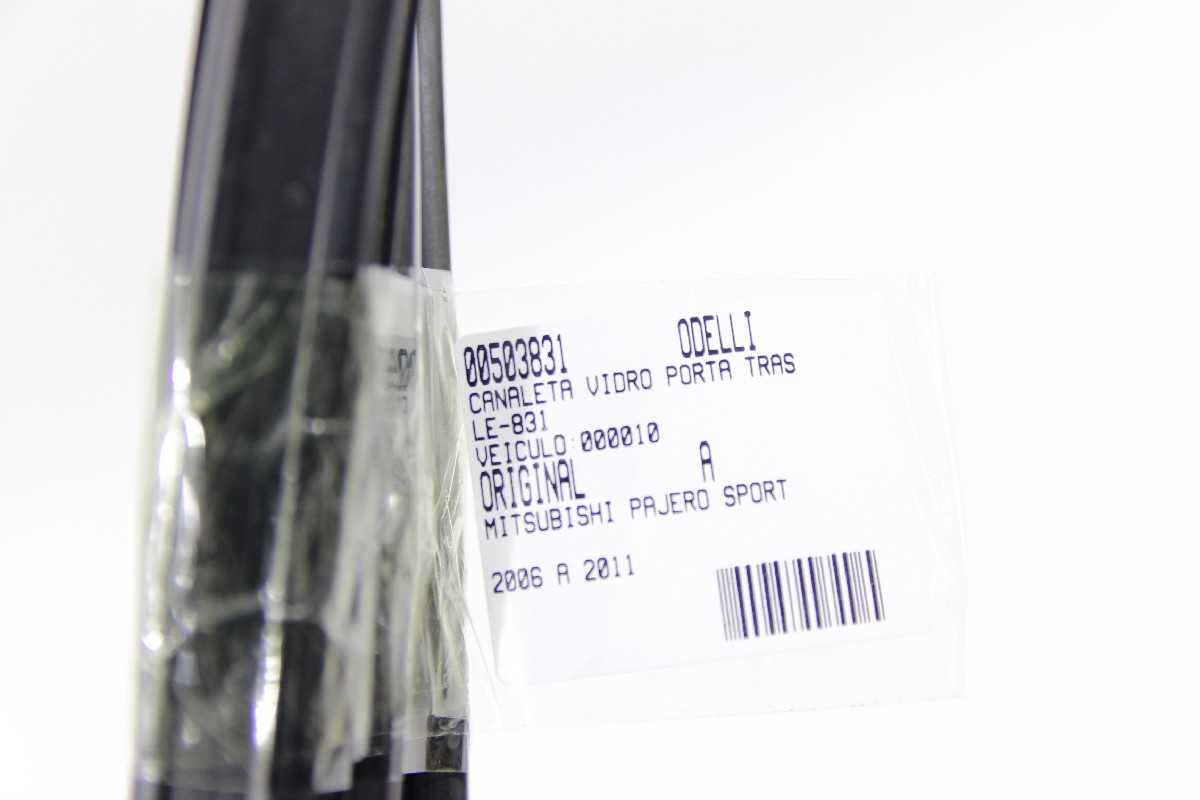 00503831 ODELLI
CANALETA VIDRO PORTA TRAS
LE-831
VEICULO:000010
ORIGINAL A
MITSUBISHI PAJERO SPORT
2006 A 2011